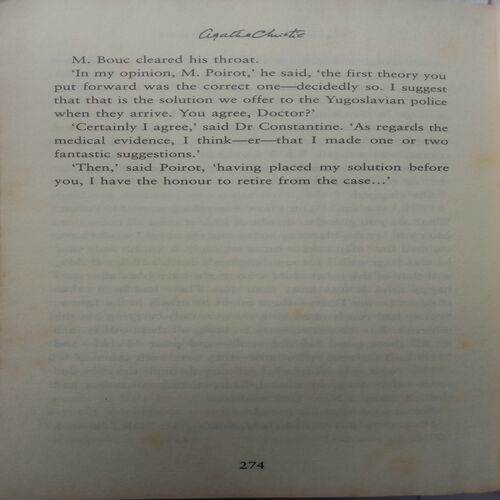 Agatha Christie
M. Bouc cleared his throat.
‘In my opinion, M. Poirot,’ he said, ‘the first theory you
put forward was the correct one—decidedly so. I suggest
that that is the solution we offer to the Yugoslavian police
when they arrive. You agree, Doctor?’
‘Certainly I agree,’ said Dr Constantine. ‘As regards the
medical evidence, I think—er—that I made one or two
fantastic suggestions.’
‘Then,’ said Poirot, ‘having placed my solution before
you, I have the honour to retire from the case...’
274